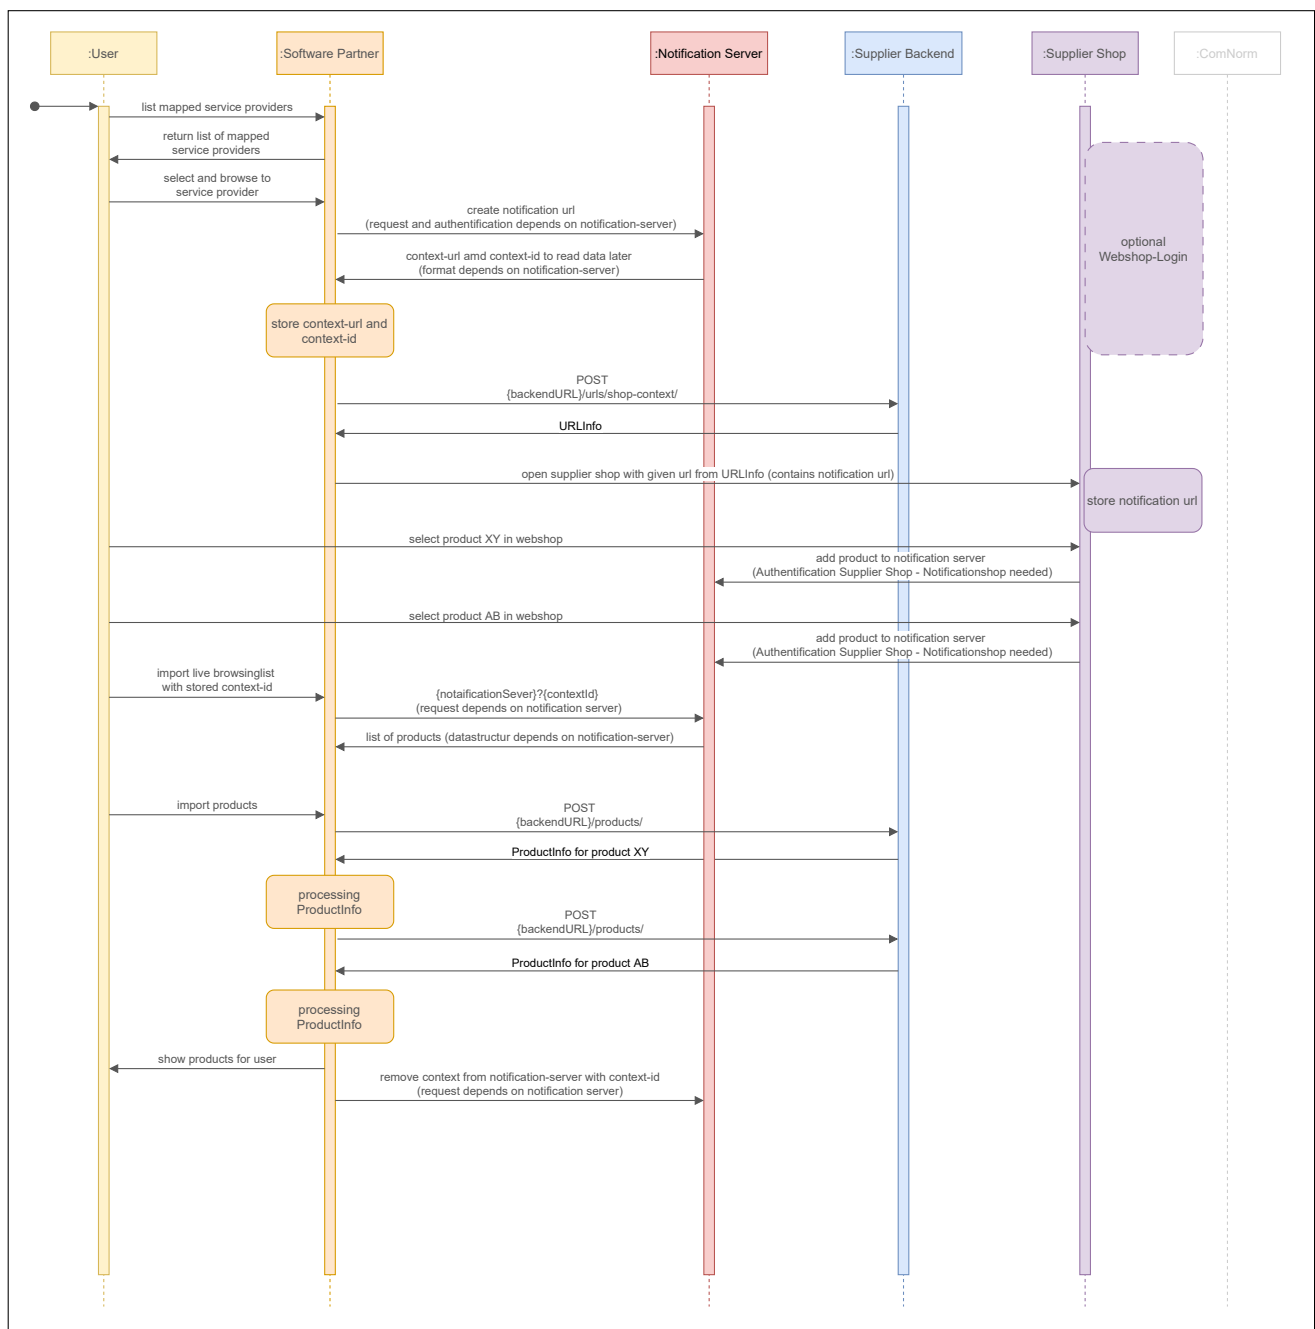 :User
:Software Partner
:Notification Server
:Supplier Backend
:Supplier Shop
:ComNorm
list mapped service providers
return list of mapped
service providers
select and browse to
service provider
create notification url
(request and authentification depends on notification-server)
context-url amd context-id to read data later
(format depends on notification-server)
optional
Webshop-Login
store context-url and
context-id
POST
{backendURL}/urls/shop-context/
URLInfo
open supplier shop with given url from URLInfo (contains notification url)
store notification url
select product XY in webshop
add product to notification server
(Authentification Supplier Shop - Notificationshop needed)
select product AB in webshop
add product to notification server
(Authentification Supplier Shop - Notificationshop needed)
import live browsinglist
with stored context-id
{notaificationSever}?{contextId}
(request depends on notification server)
list of products (datastructur depends on notification-server)
import products
POST
{backendURL}/products/
ProductInfo for product XY
processing
ProductInfo
POST
{backendURL}/products/
ProductInfo for product AB
processing
ProductInfo
show products for user
remove context from notification-server with context-id
(request depends on notification server)